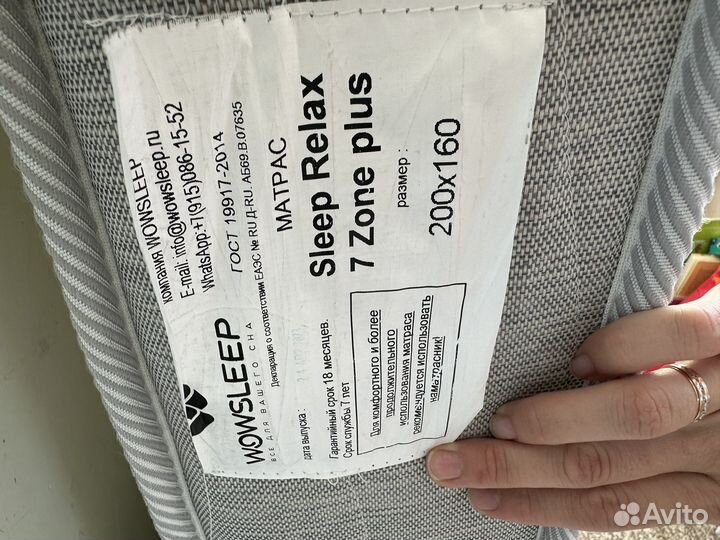 компания WOWSLEEP
E-mail: info@wowsleep.ru
WhatsApp:+7(915)086-15-52
WOWSLEEP
ВСЕ ДЛЯ ВАШЕГО СНА
ГОСТ 19917-2014
Декларация о соответствии ЕАЭС № RU Д-RU. АБ69.В.07635
МАТРАС
Sleep Relax
7 Zone plus
размер :
200x160
дата выпуска :
Гарантийный срок 18 месяцев.
Срок службы 7 лет
Для комфортного и более
продолжительного
использования матраса
рекомендуется использовать
наматрасник!
Avito